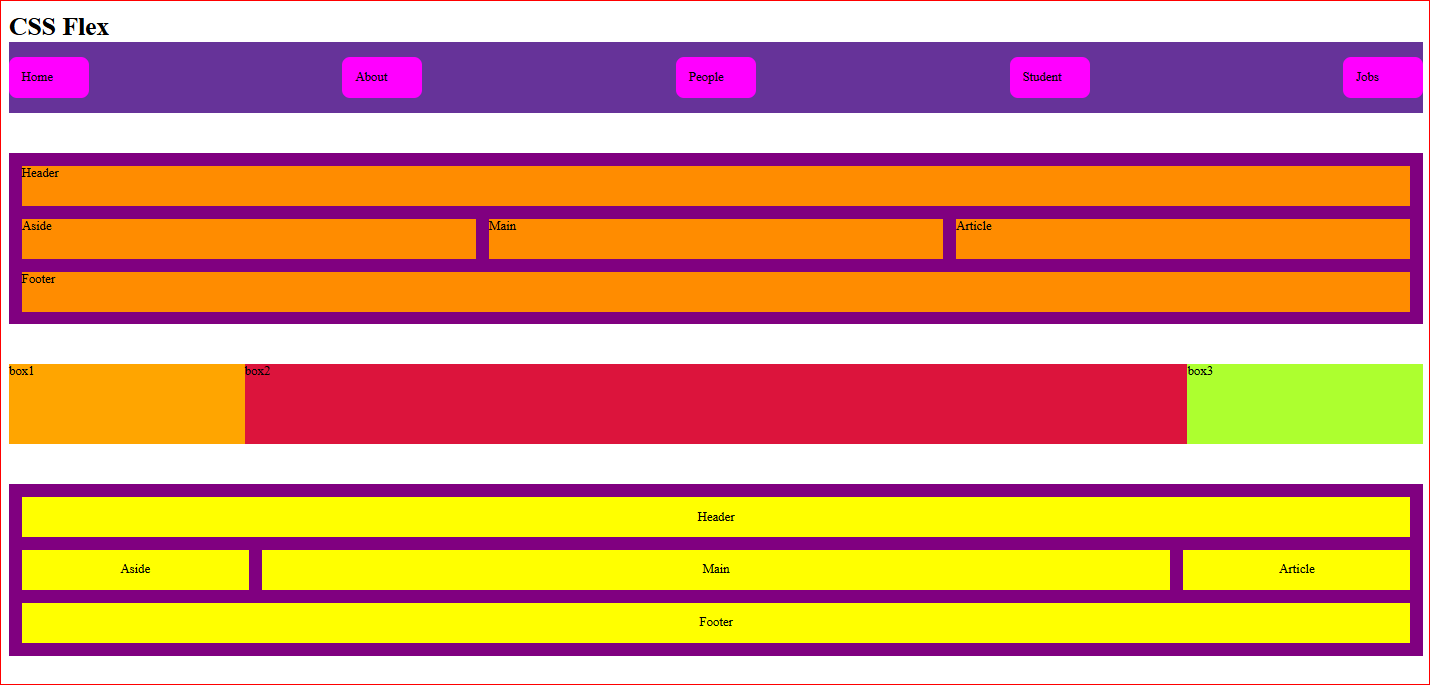 CSS Flex
Home About People Student Jobs
Header
Aside Main Article
Footer
box1 box2 box3
Header
Aside Main Article
Footer